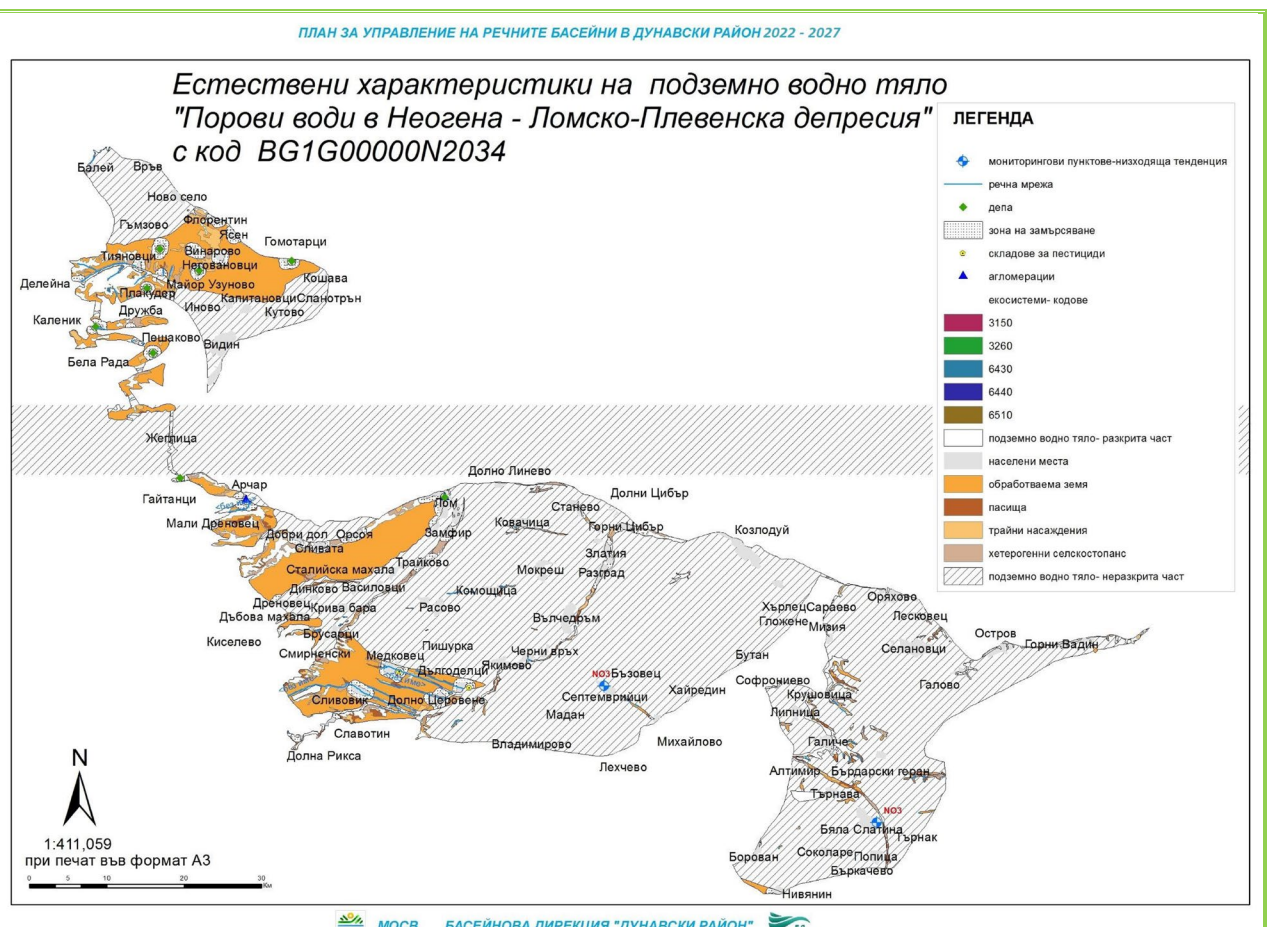 ПЛАН ЗА УПРАВЛЕНИЕ НА РЕЧНИТЕ БАСЕЙНИ В ДУНАВСКИ РАЙОН 2022 - 2027
Естествени характеристики на подземно водно тяло
"Порови води в Неогена - Ломско-Плевенска депресия"
с код BG1G00000N2034
ЛЕГЕНДА
мониторингови пунктове-низходяща тенденция
речна мрежа
депа
зона на замърсяване
складове за пестициди
агломерации
екосистеми- кодове
3150
3260
6430
6440
6510
подземно водно тяло- разкрита част
населени места
обработваема земя
пасища
трайни насаждения
хетерогенни селскостопанс
подземно водно тяло- неразкрита част
Балей Връв
Ново село
Гъмзово Флорентин
Ясен
Гомотарци
Тияновци Винарово
Неговановци
Делейна Майор Узуново Кошава
Плакудер Капитановци Сланотрън
Каленик Дружба Иново Кутово
Пешаково Видин
Бела Рада
Жеглица
Гайтанци Арчар
Долно Линево
Долни Цибър
Лом Станево
Мали Дреновец Добри дол Орсоя Замфир Ковачица Горни Цибър Козлодуй
Сливата Златия
Сталийска махала Трайково Мокреш Разград
Динково Василовци Комощица
Дреновец Крива бара Расово Хърлец Сараево Оряхово
Дъбова махала Вълчедръм Гложене Мизия Лесковец
Киселево Брусарци Остров
Смирненски Медковец Пишурка Черни връх Бутан Селановци Горни Вадин
Дългоделци Якимово NO3 Бъзовец Софрониево Галово
Сливовик Долно Церовене Септемврийци Хайредин Крушовица
Мадан Липница
Славотин Владимирово Михайлово Галиче
Долна Рикса Лехчево Алтимир Бърдарски геран
Търнава
NO3
Бяла Слатина Търнак
Борован Соколаре Попица
Бъркачево
Нивянин
N
1:411,059
при печат във формат А3
0 5 10 20 30
Км
МОСВ БАСЕЙНОВА ДИРЕКЦИЯ "ДУНАВСКИ РАЙОН"